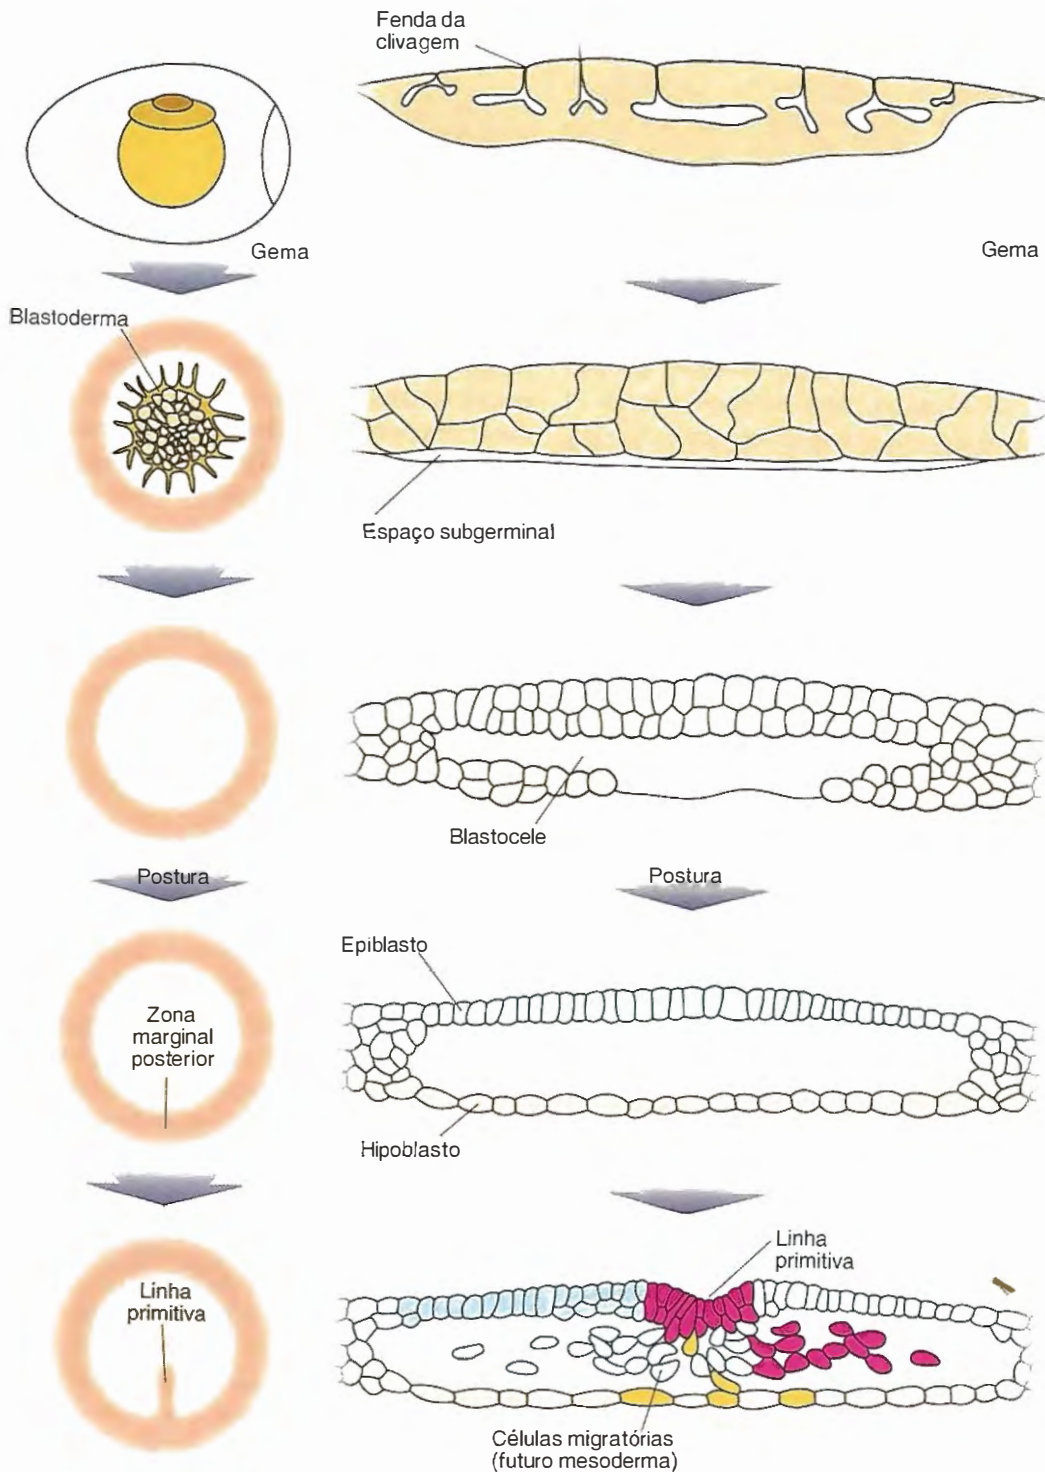 Fenda da
clivagem
Gema
Gema
Blastoderma
Espaço subgerminal
Blastocele
Postura
Postura
Epiblasto
Zona
marginal
posterior
Hipoblasto
Linha
primitiva
Linha
primitiva
Células migratórias
(futuro mesoderma)